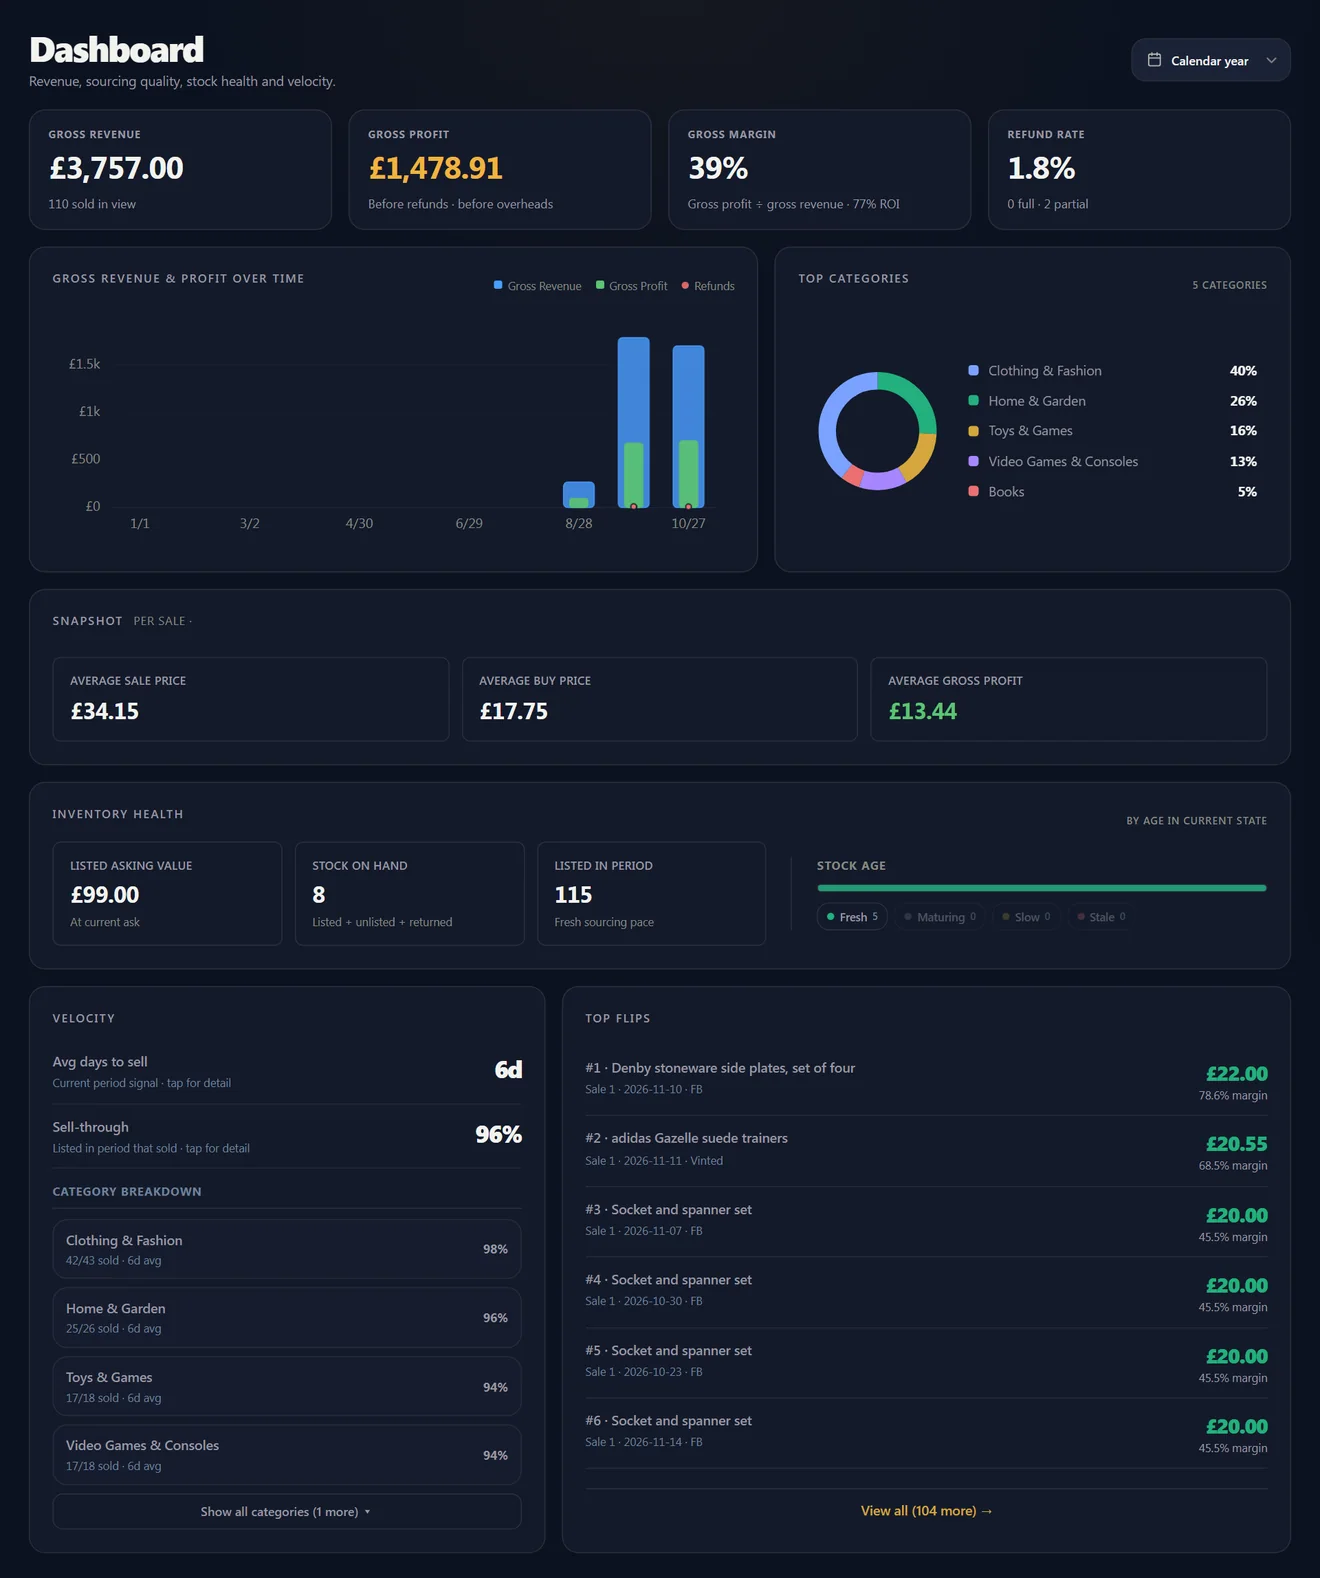 Dashboard
Revenue, sourcing quality, stock health and velocity.
Calendar year
GROSS REVENUE
£3,757.00
110 sold in view
GROSS PROFIT
£1,478.91
Before refunds · before overheads
GROSS MARGIN
39%
Gross profit ÷ gross revenue · 77% ROI
REFUND RATE
1.8%
0 full · 2 partial
GROSS REVENUE & PROFIT OVER TIME
Gross Revenue
Gross Profit
Refunds
£1.5k
£1k
£500
£0
1/1
3/2
4/30
6/29
8/28
10/27
TOP CATEGORIES
5 CATEGORIES
Clothing & Fashion 40%
Home & Garden 26%
Toys & Games 16%
Video Games & Consoles 13%
Books 5%
SNAPSHOT PER SALE ·
AVERAGE SALE PRICE
£34.15
AVERAGE BUY PRICE
£17.75
AVERAGE GROSS PROFIT
£13.44
INVENTORY HEALTH
BY AGE IN CURRENT STATE
LISTED ASKING VALUE
£99.00
At current ask
STOCK ON HAND
8
Listed + unlisted + returned
LISTED IN PERIOD
115
Fresh sourcing pace
STOCK AGE
Fresh 5
Maturing 0
Slow 0
Stale 0
VELOCITY
Avg days to sell
Current period signal · tap for detail
6d
Sell-through
Listed in period that sold · tap for detail
96%
CATEGORY BREAKDOWN
Clothing & Fashion
42/43 sold · 6d avg
98%
Home & Garden
25/26 sold · 6d avg
96%
Toys & Games
17/18 sold · 6d avg
94%
Video Games & Consoles
17/18 sold · 6d avg
94%
Show all categories (1 more) ▾
TOP FLIPS
#1 · Denby stoneware side plates, set of four
Sale 1 · 2026-11-10 · FB
£22.00
78.6% margin
#2 · adidas Gazelle suede trainers
Sale 1 · 2026-11-11 · Vinted
£20.55
68.5% margin
#3 · Socket and spanner set
Sale 1 · 2026-11-07 · FB
£20.00
45.5% margin
#4 · Socket and spanner set
Sale 1 · 2026-10-30 · FB
£20.00
45.5% margin
#5 · Socket and spanner set
Sale 1 · 2026-10-23 · FB
£20.00
45.5% margin
#6 · Socket and spanner set
Sale 1 · 2026-11-14 · FB
£20.00
45.5% margin
View all (104 more) →